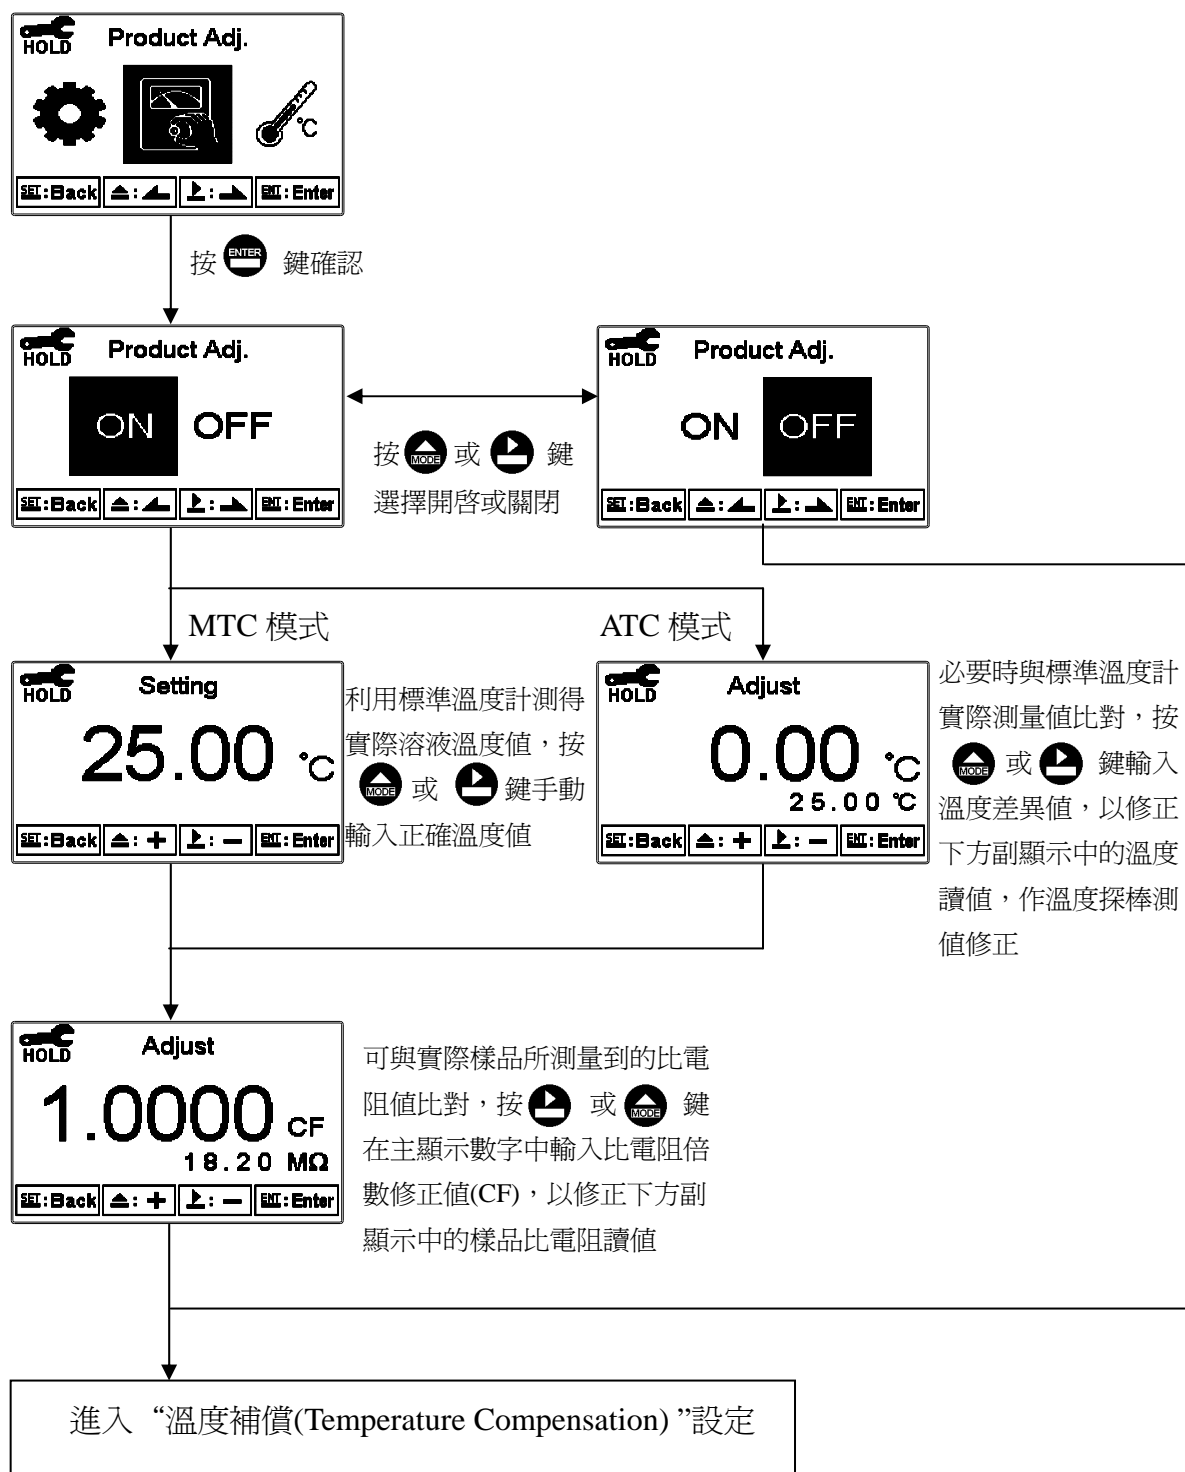 HOLD Product Adj.
℃
SET:Back ▲: ▶: ENT:Enter
按 ENTER 鍵確認
HOLD Product Adj.
ON OFF
SET:Back ▲: ▶: ENT:Enter
按 MODE 或 鍵
選擇開啓或關閉
HOLD Product Adj.
ON OFF
SET:Back ▲: ▶: ENT:Enter
MTC 模式
ATC 模式
HOLD Setting
25.00 ℃
SET:Back ▲:+ ▶:- ENT:Enter
利用標準溫度計測得
實際溶液溫度值，按
MODE 或 鍵手動
輸入正確溫度值
HOLD Adjust
0.00 ℃
25.00 ℃
SET:Back ▲:+ ▶:- ENT:Enter
必要時與標準溫度計
實際測量值比對，按
MODE 或 鍵輸入
溫度差異值，以修正
下方副顯示中的溫度
讀值，作溫度探棒測
值修正
HOLD Adjust
1.0000 CF
18.20 MΩ
SET:Back ▲:+ ▶:- ENT:Enter
可與實際樣品所測量到的比電
阻值比對，按 或 MODE 鍵
在主顯示數字中輸入比電阻倍
數修正值(CF)，以修正下方副
顯示中的樣品比電阻讀值
進入“溫度補償(Temperature Compensation) ”設定